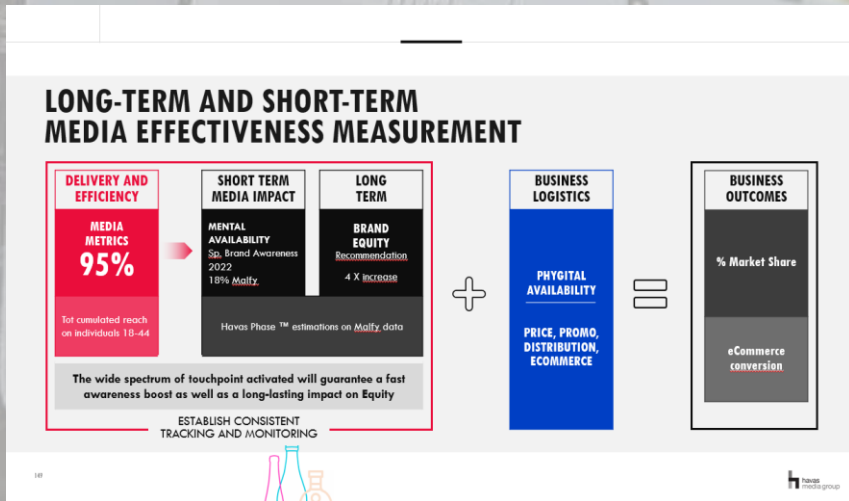 LONG-TERM AND SHORT-TERM
MEDIA EFFECTIVENESS MEASUREMENT
DELIVERY AND
EFFICIENCY
MEDIA
METRICS
95%
Tot cumulated reach
on individuals 18-44
SHORT TERM
MEDIA IMPACT
MENTAL
AVAILABILITY
Sp. Brand Awareness
2022
18% Malfy
LONG
TERM
BRAND
EQUITY
Recommendation
4 X increase
Havas Phase ™ estimations on Malfy data
The wide spectrum of touchpoint activated will guarantee a fast
awareness boost as well as a long-lasting impact on Equity
ESTABLISH CONSISTENT
TRACKING AND MONITORING
BUSINESS
LOGISTICS
PHYGITAL
AVAILABILITY
PRICE, PROMO,
DISTRIBUTION,
ECOMMERCE
BUSINESS
OUTCOMES
% Market Share
eCommerce
conversion
havas
media group